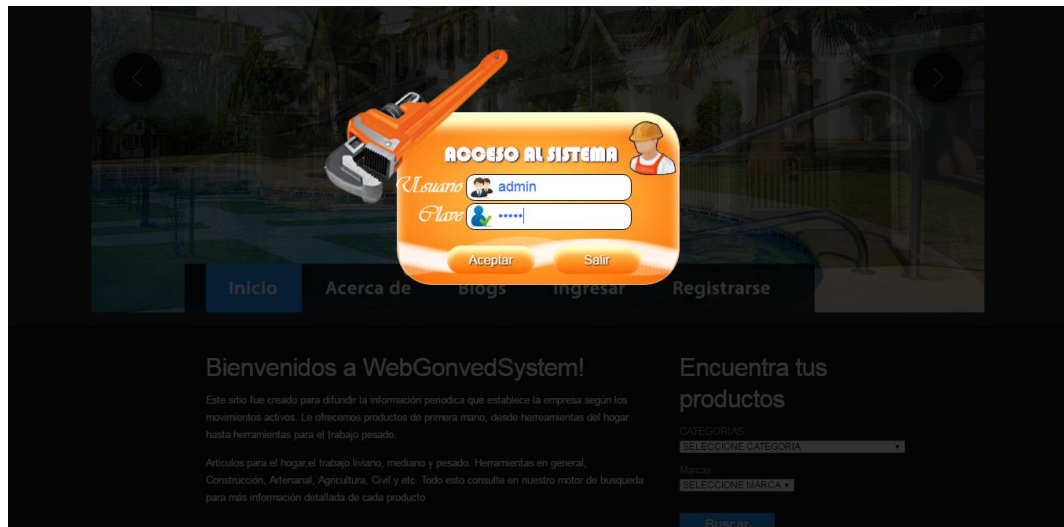 ACCESO AL SISTEMA
Usuario admin
Clave •••••
Aceptar Salir
Inicio Acerca de Blogs Ingresar Registrarse
Bienvenidos a WebGonvedSystem!
Este sitio fue creado para difundir la información periodica que establece la empresa según los
movimientos activos. Le ofrecemos productos de primera mano, desde herreamientas del hogar
hasta herramientas para el trabajo pesado.
Articulos para el hogar,el trabajo liviano, mediano y pesado. Herramientas en general,
Construcción, Artenanal, Agricultura, Civil y etc. Todo esto consulte en nuestro motor de busqueda
para más información detallada de cada producto
Encuentra tus
productos
CATEGORIAS
SELECCIONE CATEGORIA
Marcas
SELECCIONE MARCA
Buscar